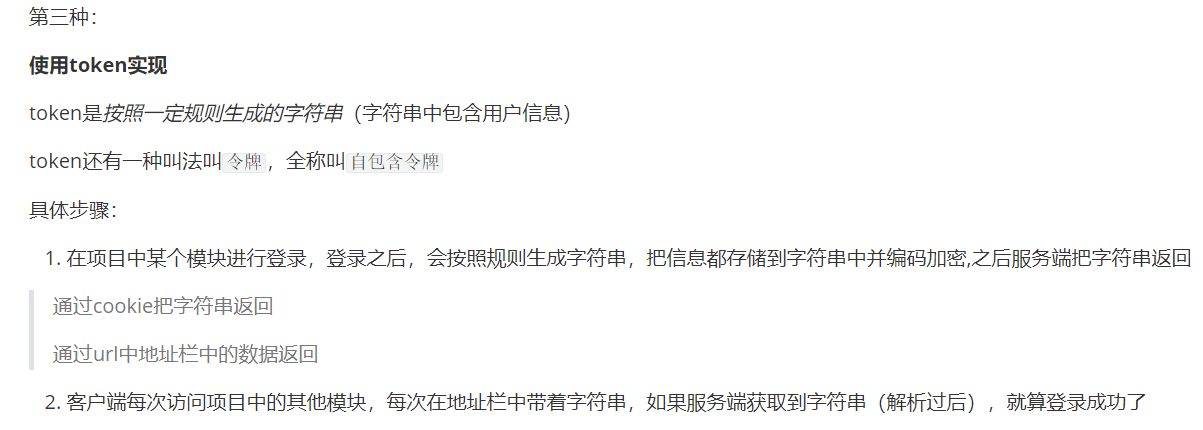 第三种：
使用token实现
token是按照一定规则生成的字符串（字符串中包含用户信息）
token还有一种叫法叫令牌，全称叫自包含令牌
具体步骤：
1. 在项目中某个模块进行登录，登录之后，会按照规则生成字符串，把信息都存储到字符串中并编码加密,之后服务端把字符串返回
通过cookie把字符串返回
通过url中地址栏中的数据返回
2. 客户端每次访问项目中的其他模块，每次在地址栏中带着字符串，如果服务端获取到字符串（解析过后），就算登录成功了